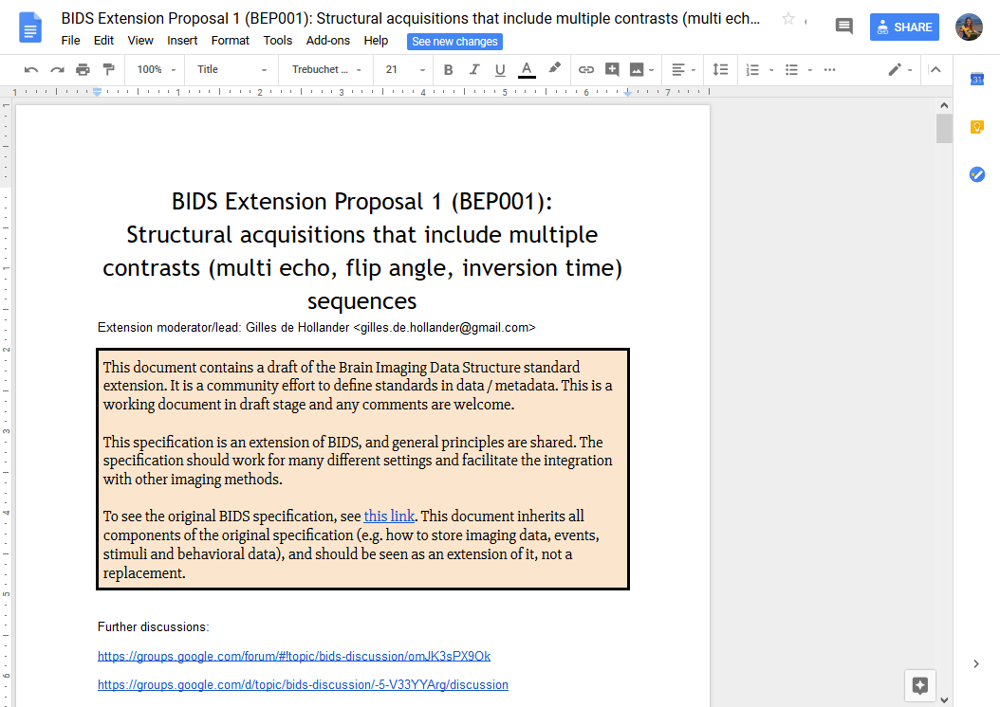 BIDS Extension Proposal 1 (BEP001): Structural acquisitions that include multiple contrasts (multi ech...
File Edit View Insert Format Tools Add-ons Help See new changes
SHARE
100% Title Trebuchet ... 21 B I U A
1 1 2 3 4 5 6 7
31
BIDS Extension Proposal 1 (BEP001):
Structural acquisitions that include multiple
contrasts (multi echo, flip angle, inversion time)
sequences
Extension moderator/lead: Gilles de Hollander <gilles.de.hollander@gmail.com>
This document contains a draft of the Brain Imaging Data Structure standard
extension. It is a community effort to define standards in data / metadata. This is a
working document in draft stage and any comments are welcome.
This specification is an extension of BIDS, and general principles are shared. The
specification should work for many different settings and facilitate the integration
with other imaging methods.
To see the original BIDS specification, see this link. This document inherits all
components of the original specification (e.g. how to store imaging data, events,
stimuli and behavioral data), and should be seen as an extension of it, not a
replacement.
Further discussions:
https://groups.google.com/forum/#!topic/bids-discussion/omJK3sPX9Ok
https://groups.google.com/d/topic/bids-discussion/-5-V33YYArg/discussion